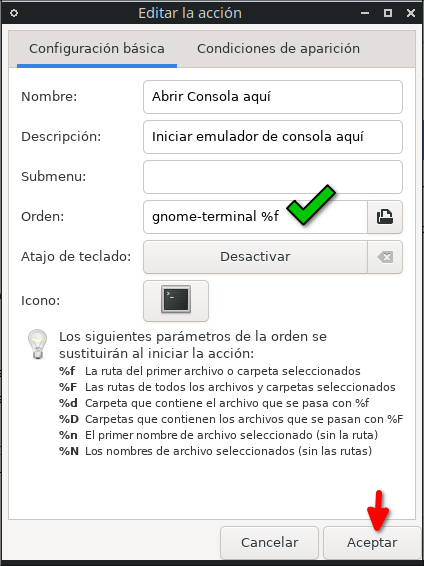 Editar la acción
Configuración básica Condiciones de aparición
Nombre: Abrir Consola aquí
Descripción: Iniciar emulador de consola aquí
Submenu:
Orden: gnome-terminal %f
Atajo de teclado: Desactivar
Icono:
Los siguientes parámetros de la orden se
sustituirán al iniciar la acción:
%f La ruta del primer archivo o carpeta seleccionados
%F Las rutas de todos los archivos y carpetas seleccionados
%d Carpeta que contiene el archivo que se pasa con %f
%D Carpetas que contienen los archivos que se pasan con %F
%n El primer nombre de archivo seleccionado (sin la ruta)
%N Los nombres de archivo seleccionados (sin las rutas)
Cancelar Aceptar